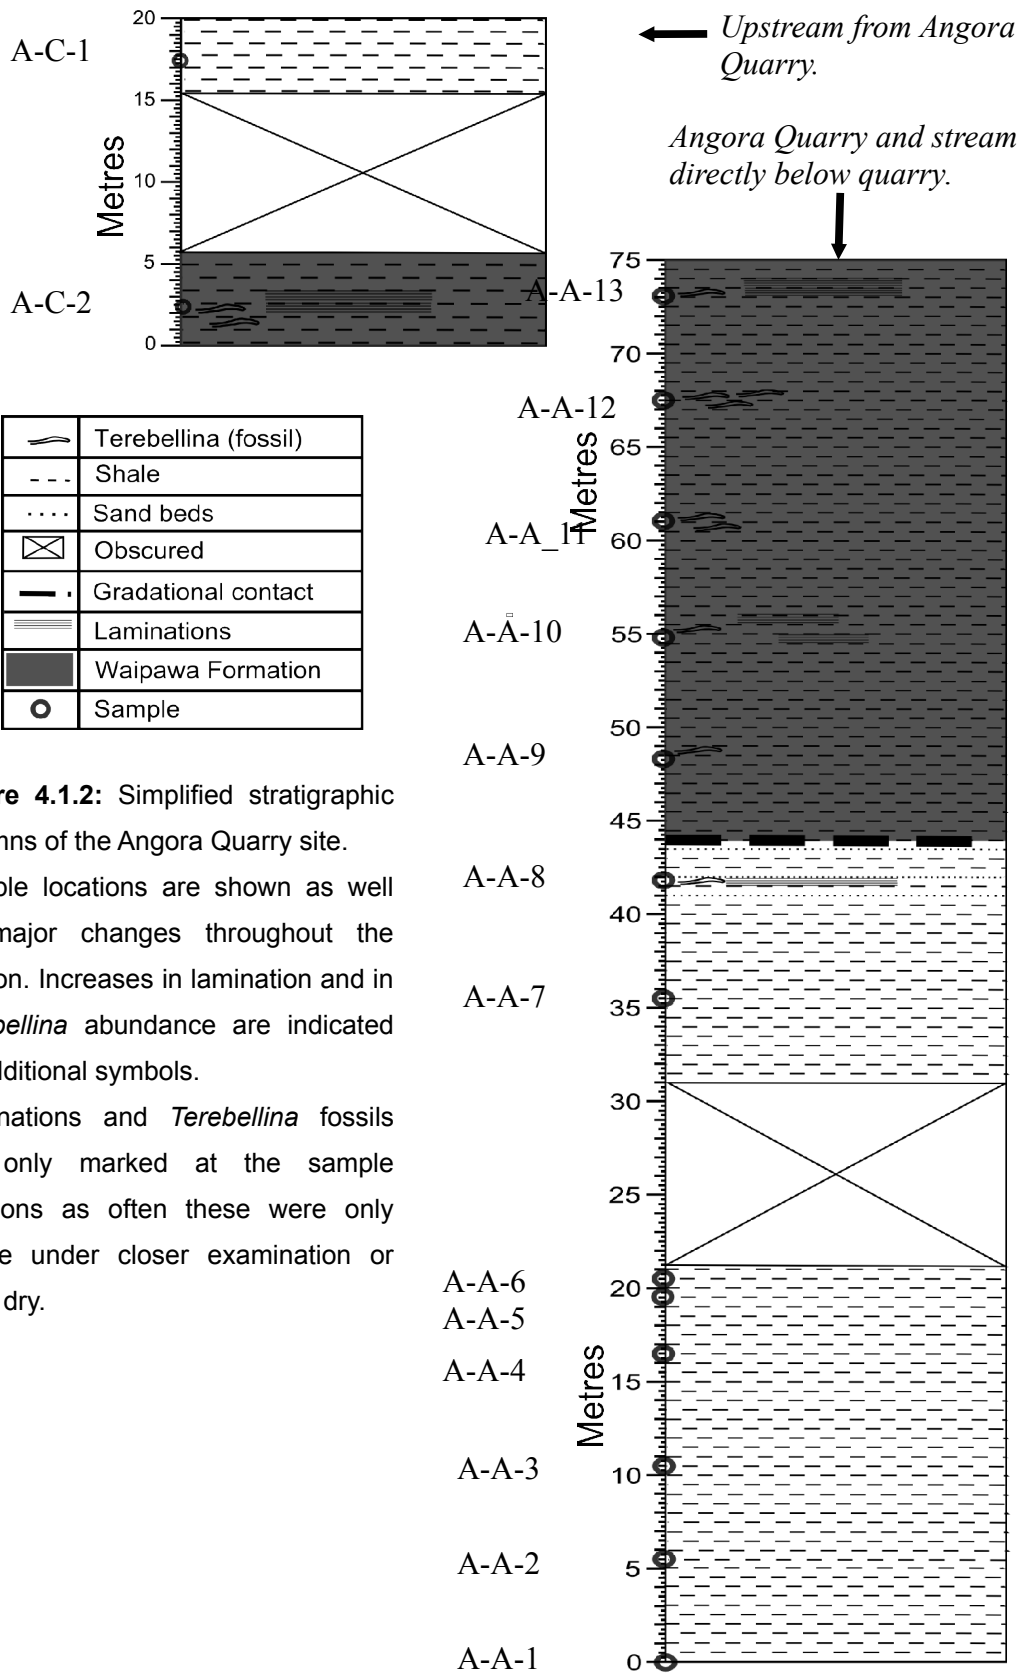 A-C-1
20
15
10
5
0
Metres
A-C-2
Upstream from Angora
Quarry.
Angora Quarry and stream
directly below quarry.
Terebellina (fossil)
Shale
Sand beds
Obscured
Gradational contact
Laminations
Waipawa Formation
Sample
re 4.1.2: Simplified stratigraphic
mns of the Angora Quarry site.
ple locations are shown as well
major changes throughout the
on. Increases in lamination and in
bellina abundance are indicated
dditional symbols.
nations and Terebellina fossils
only marked at the sample
ions as often these were only
e under closer examination or
dry.
75
A-A-13
70
A-A-12
65
Metres
A-A_11
60
A-A-10
55
50
A-A-9
45
A-A-8
40
A-A-7
35
30
25
A-A-6
20
A-A-5
A-A-4
15
Metres
A-A-3
10
A-A-2
5
A-A-1
0